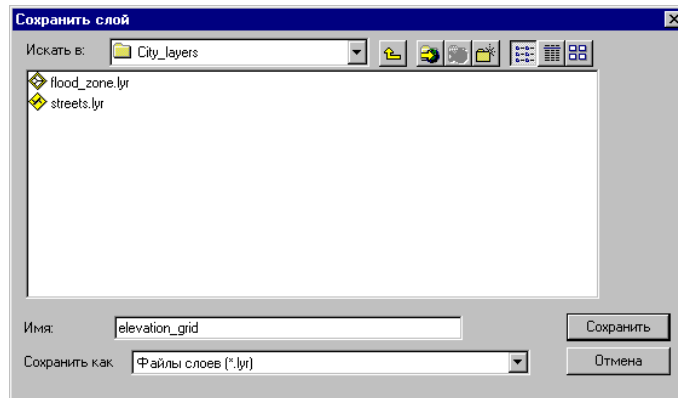 Сохранить слой
Искать в: City_layers
flood_zone.lyr
streets.lyr
Имя: elevation_grid
Сохранить
Сохранить как Файлы слоев (*.lyr)
Отмена